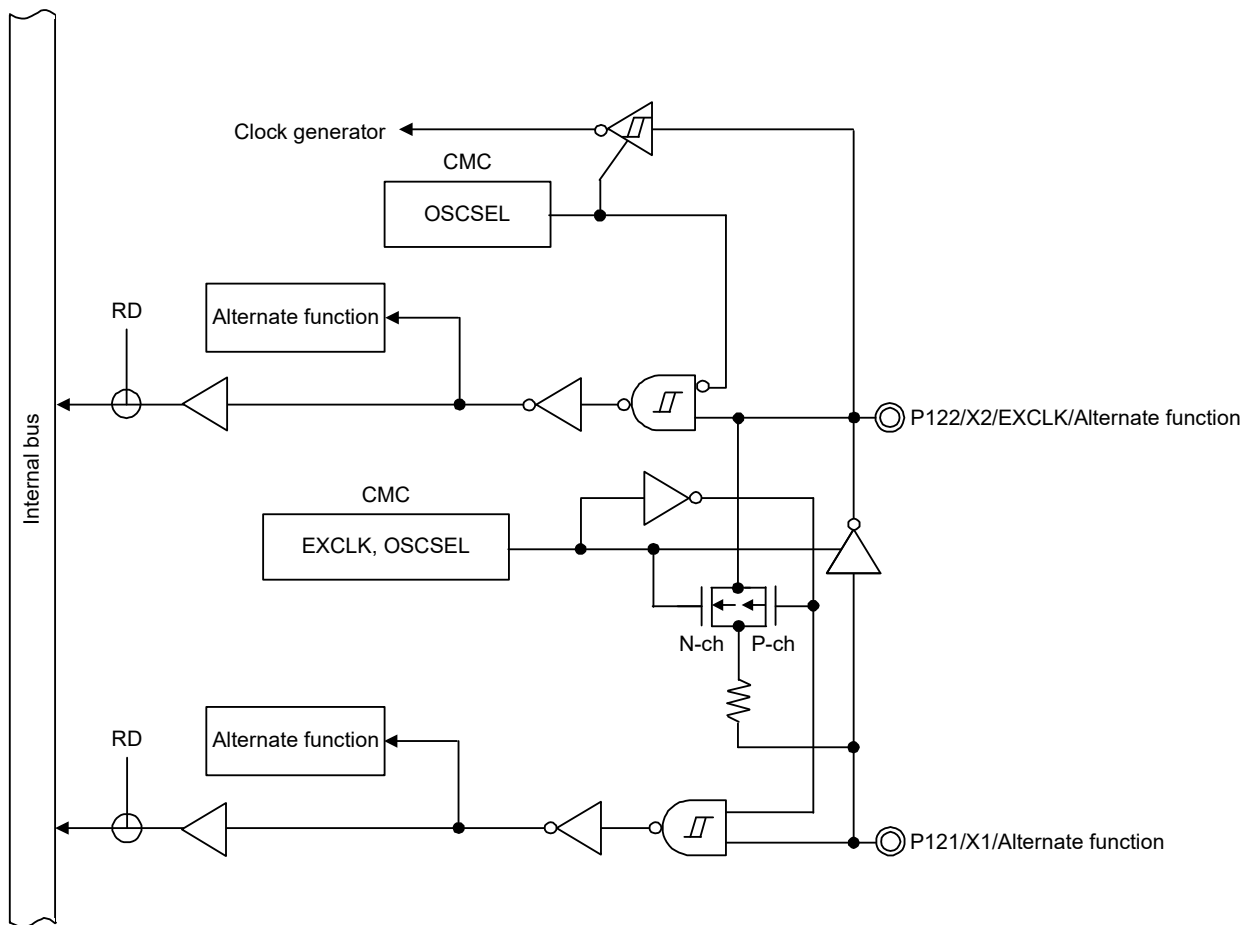 Clock generator
CMC
OSCSEL
RD
Alternate function
P122/X2/EXCLK/Alternate function
Internal bus
CMC
EXCLK, OSCSEL
N-ch
P-ch
RD
Alternate function
P121/X1/Alternate function